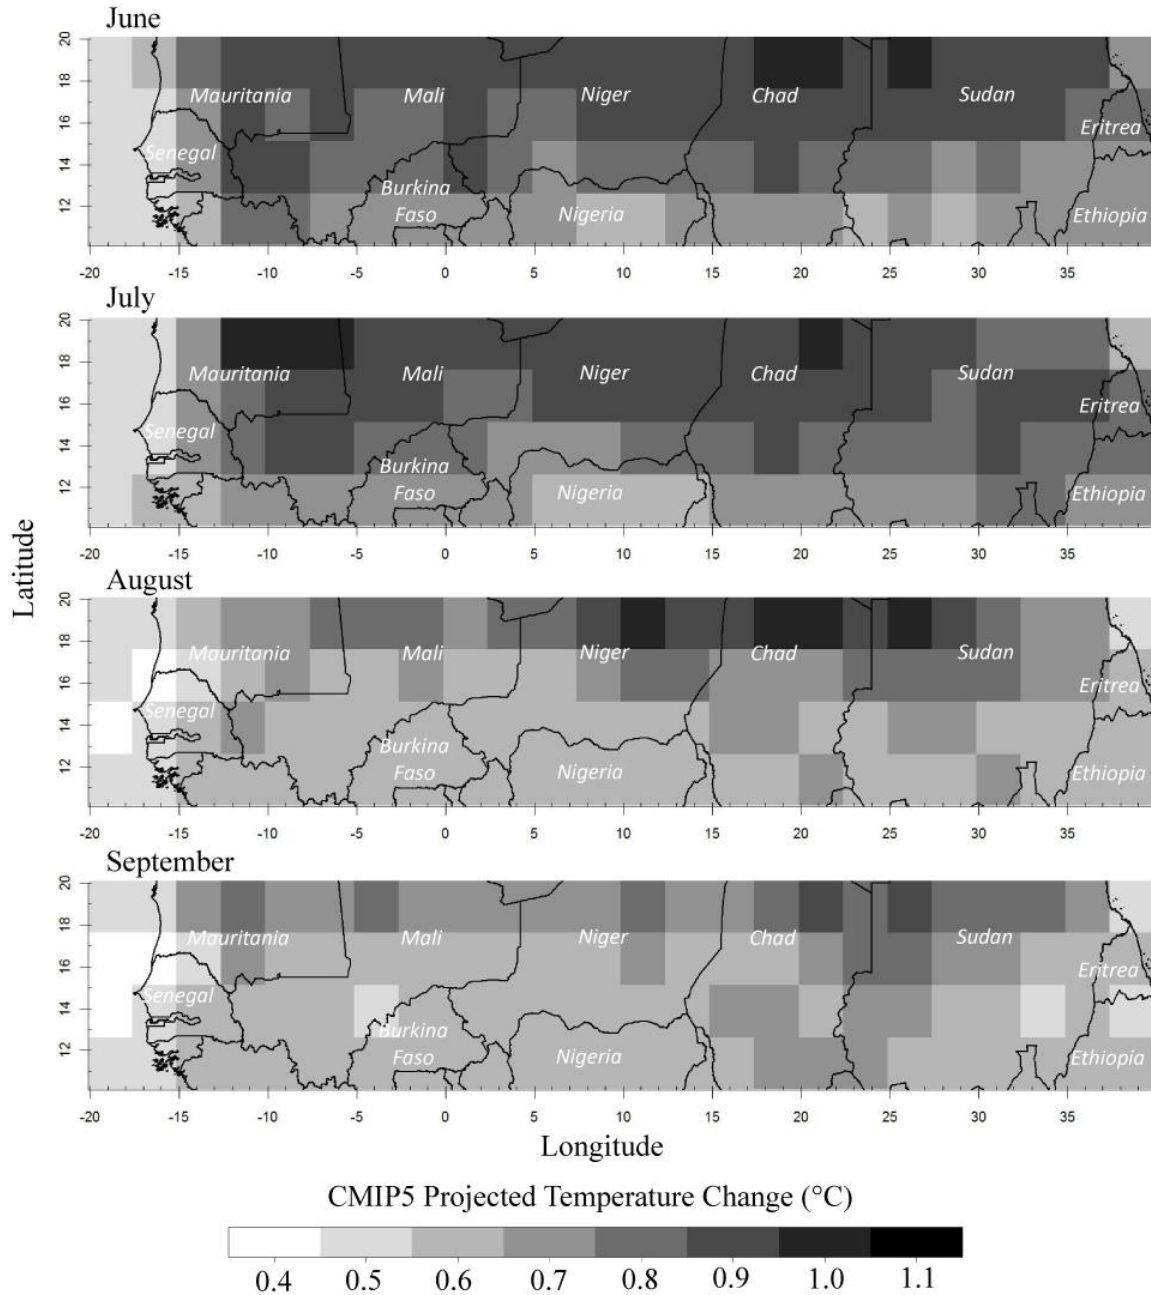 June
20
18
16
14
12
Mauritania
Mali
Niger
Chad
Sudan
Eritrea
Senegal
Burkina
Faso
Nigeria
Ethiopia
-20 -15 -10 -5 0 5 10 15 20 25 30 35
July
20
18
16
14
12
Mauritania
Mali
Niger
Chad
Sudan
Eritrea
Senegal
Burkina
Faso
Nigeria
Ethiopia
-20 -15 -10 -5 0 5 10 15 20 25 30 35
Latitude
August
20
18
16
14
12
Mauritania
Mali
Niger
Chad
Sudan
Eritrea
Senegal
Burkina
Faso
Nigeria
Ethiopia
-20 -15 -10 -5 0 5 10 15 20 25 30 35
September
20
18
16
14
12
Mauritania
Mali
Niger
Chad
Sudan
Eritrea
Senegal
Burkina
Faso
Nigeria
Ethiopia
-20 -15 -10 -5 0 5 10 15 20 25 30 35
Longitude
CMIP5 Projected Temperature Change (°C)
0.4 0.5 0.6 0.7 0.8 0.9 1.0 1.1